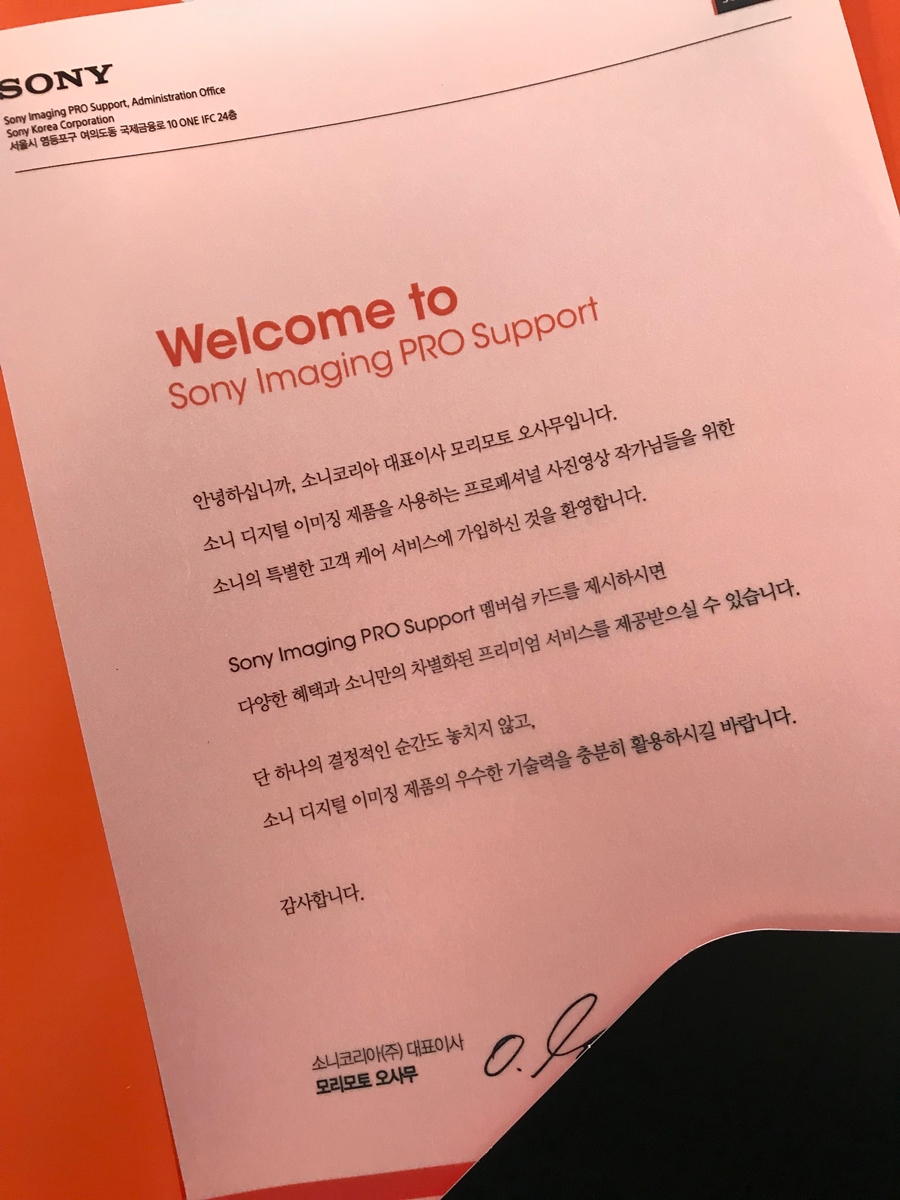 SONY
Sony Imaging PRO Support, Administration Office
Sony Korea Corporation
서울시 영등포구 여의도동 국제금융로 10 ONE IFC 24층
Welcome to
Sony Imaging PRO Support
안녕하십니까, 소니코리아 대표이사 모리모토 오사무입니다.
소니 디지털 이미징 제품을 사용하는 프로페셔널 사진영상 작가님들을 위한
소니의 특별한 고객 케어 서비스에 가입하신 것을 환영합니다.
Sony Imaging PRO Support 멤버쉽 카드를 제시하시면
다양한 혜택과 소니만의 차별화된 프리미엄 서비스를 제공받으실 수 있습니다.
단 하나의 결정적인 순간도 놓치지 않고,
소니 디지털 이미징 제품의 우수한 기술력을 충분히 활용하시길 바랍니다.
감사합니다.
소니코리아(주) 대표이사
모리모토 오사무